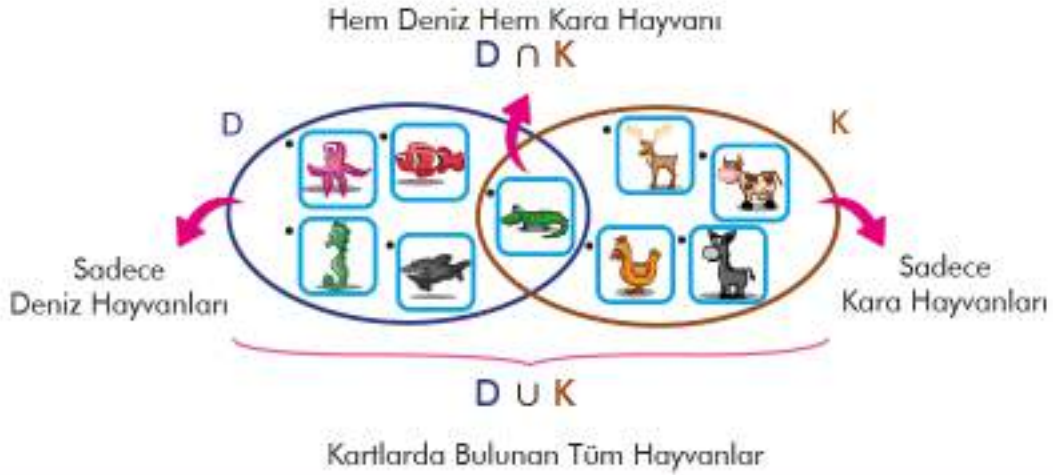 Hem Deniz Hem Kara Hayvanı
D ∩ K
D
K
Sadece
Deniz Hayvanları
Sadece
Kara Hayvanları
D ∪ K
Kartlarda Bulunan Tüm Hayvanlar